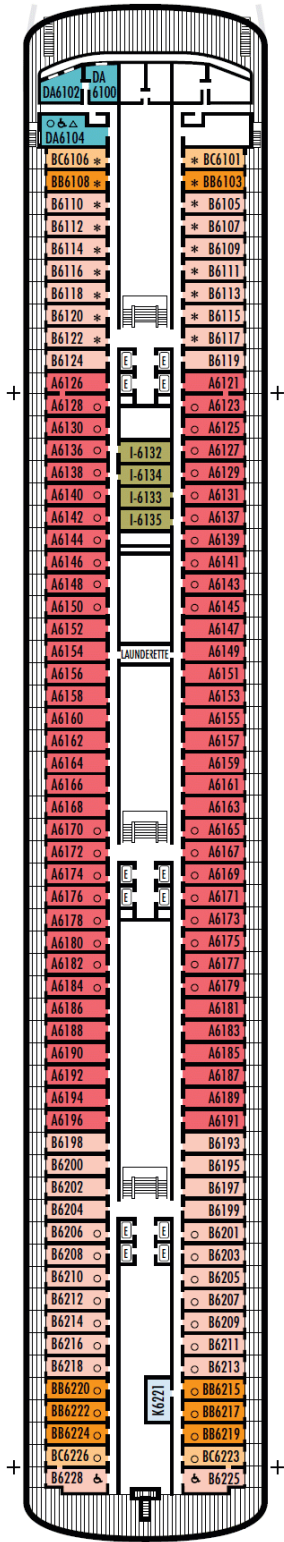 DA6102 DA 6100
DA6104
BC6106 * * BC6101
BB6108 * * BB6103
B6110 * * B6105
B6112 * * B6107
B6114 * * B6109
B6116 * * B6111
B6118 * * B6113
B6120 * * B6115
B6122 * * B6117
B6124 E E B6119
A6126 E E A6121
A6128 A6123
A6130 A6125
A6136 I-6132 A6127
A6138 I-6134 A6129
A6140 I-6133 A6131
A6142 I-6135 A6137
A6144 A6139
A6146 A6141
A6148 A6143
A6150 A6145
A6152 A6147
A6154 LAUNDERETTE A6149
A6156 A6151
A6158 A6153
A6160 A6155
A6162 A6157
A6164 A6159
A6166 A6161
A6168 A6163
A6170 A6165
A6172 A6167
A6174 E E A6169
A6176 E E A6171
A6178 A6173
A6180 A6175
A6182 A6177
A6184 A6179
A6186 A6181
A6188 A6183
A6190 A6185
A6192 A6187
A6194 A6189
A6196 A6191
B6198 B6193
B6200 B6195
B6202 B6197
B6204 B6199
B6206 E E B6201
B6208 E E B6203
B6210 B6205
B6212 B6207
B6214 B6209
B6216 B6211
B6218 B6213
BB6220 K6221 BB6215
BB6222 BB6217
BB6224 BB6219
BC6226 BC6223
B6228 B6225